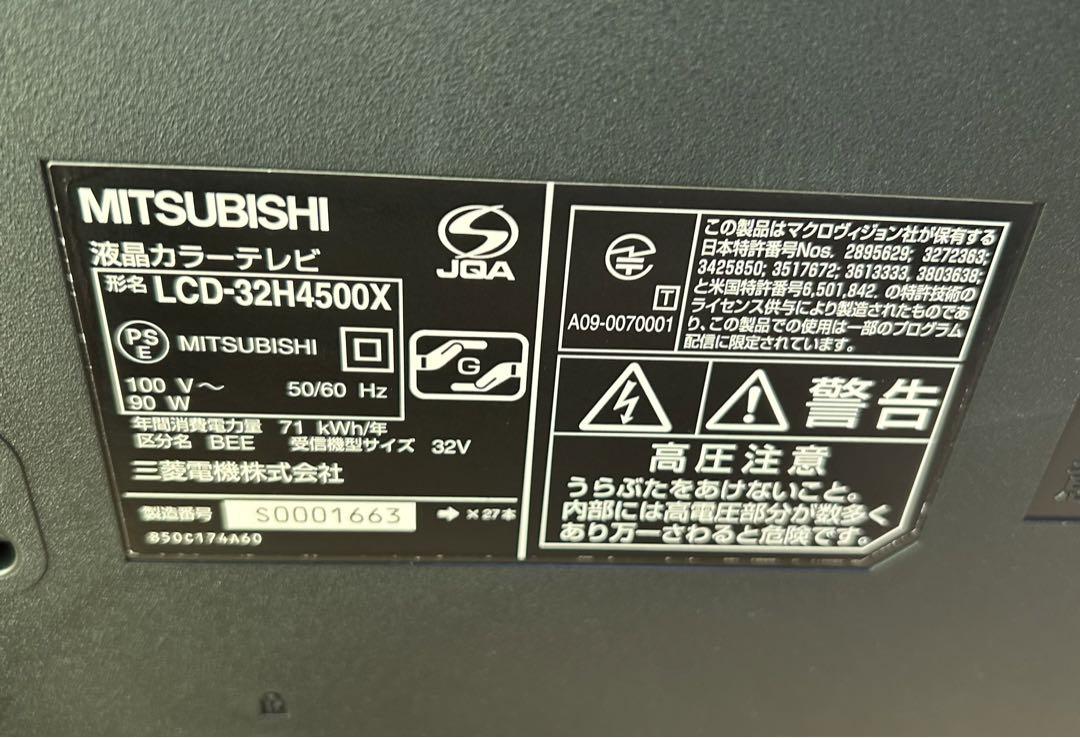 MITSUBISHI
液晶カラーテレビ
形名 LCD-32H4500X
PS
E
MITSUBISHI
100 V～ 50/60 Hz
90 W
年間消費電力量 71 kWh/年
区分名 BEE 受信機型サイズ 32V
三菱電機株式会社
製造番号 S0001663 ➔ ×27本
850C174A60
JQA
G
T
A09-0070001
この製品はマクロヴィジョン社が保有する
日本特許番号Nos. 2895629; 3272363;
3425850; 3517672; 3613333, 3803638;
と米国特許番号6,501,842. の特許技術の
ライセンス供与により製造されたものであ
り、この製品での使用は一部のプログラム
配信に限定されています。
警告
高圧注意
うらぶたをあけないこと。
内部には高電圧部分が数多く
あり万一さわると危険です。